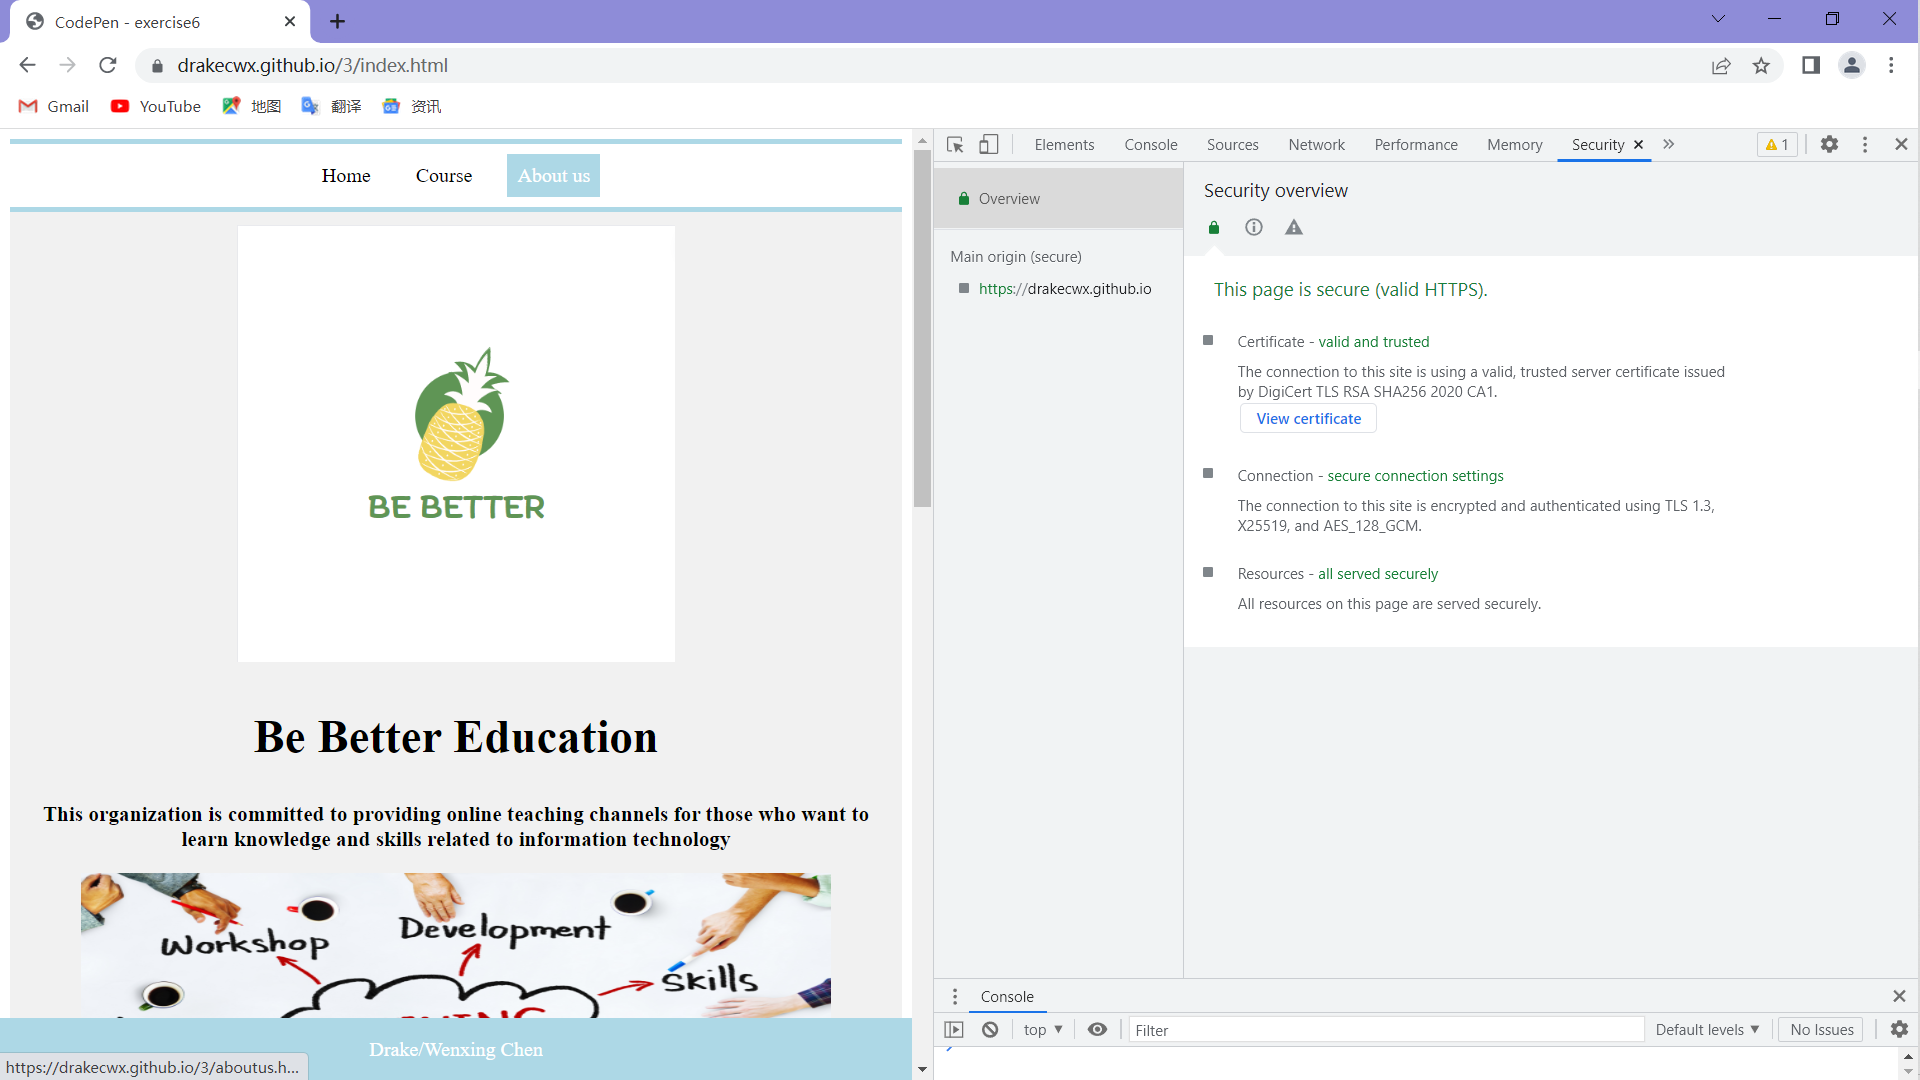 CodePen - exercise6
drakecwx.github.io/3/index.html
Gmail YouTube 地图 翻译 资讯
Home Course About us
BE BETTER
Be Better Education
This organization is committed to providing online teaching channels for those who want to
learn knowledge and skills related to information technology
Workshop
Development
Skills
Drake/Wenxing Chen
https://drakecwx.github.io/3/aboutus.h...
Elements Console Sources Network Performance Memory Security 1
Overview
Main origin (secure)
https://drakecwx.github.io
Security overview
This page is secure (valid HTTPS).
Certificate - valid and trusted
The connection to this site is using a valid, trusted server certificate issued
by DigiCert TLS RSA SHA256 2020 CA1.
View certificate
Connection - secure connection settings
The connection to this site is encrypted and authenticated using TLS 1.3,
X25519, and AES_128_GCM.
Resources - all served securely
All resources on this page are served securely.
Console
top Filter Default levels No Issues